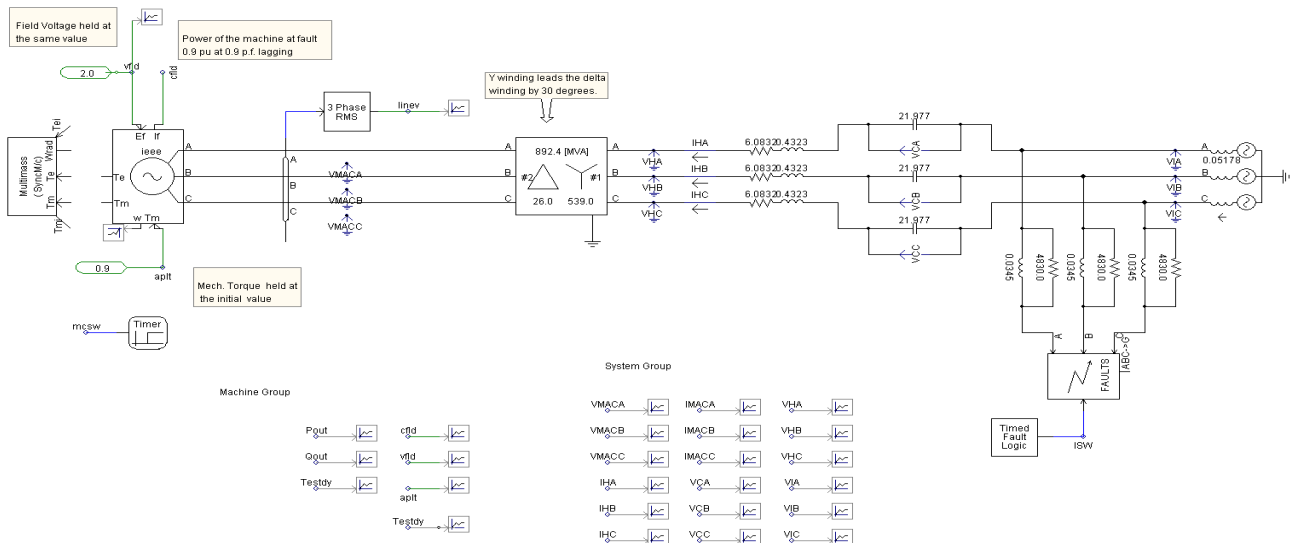 Field Voltage held at
the same value
Power of the machine at fault
0.9 pu at 0.9 p.f. lagging
2.0
vfld
cfld
Y winding leads the delta
winding by 30 degrees.
3 Phase
RMS
linev
Multimass
(SyncM/c)
Tei
Wrad
Te
Tm
Tmi
Ef If
ieee
Te
Tm
w Tm
A
B
C
A
B
C
VMACA
VMACB
VMACC
A
B
C
892.4 [MVA]
#2
#1
26.0
539.0
A
B
C
VHA
VHB
VHC
IHA
IHB
IHC
6.0832
0.4323
6.0832
0.4323
6.0832
0.4323
21.977
VCA
21.977
VCB
21.977
VCC
VIA
VIB
VIC
A
B
C
0.05178
0.0345
4830.0
0.0345
4830.0
0.0345
4830.0
A
B
C
FAULTS
ABC->G
Timed
Fault
Logic
ISW
0.9
aplt
Mech. Torque held at
the initial value
mcsw
Timer
Machine Group
System Group
Pout
cfld
Qout
vfld
Testdy
aplt
Testdy
VMACA
IMACA
VHA
VMACB
IMACB
VHB
VMACC
IMACC
VHC
IHA
VCA
VIA
IHB
VCB
VIB
IHC
VCC
VIC